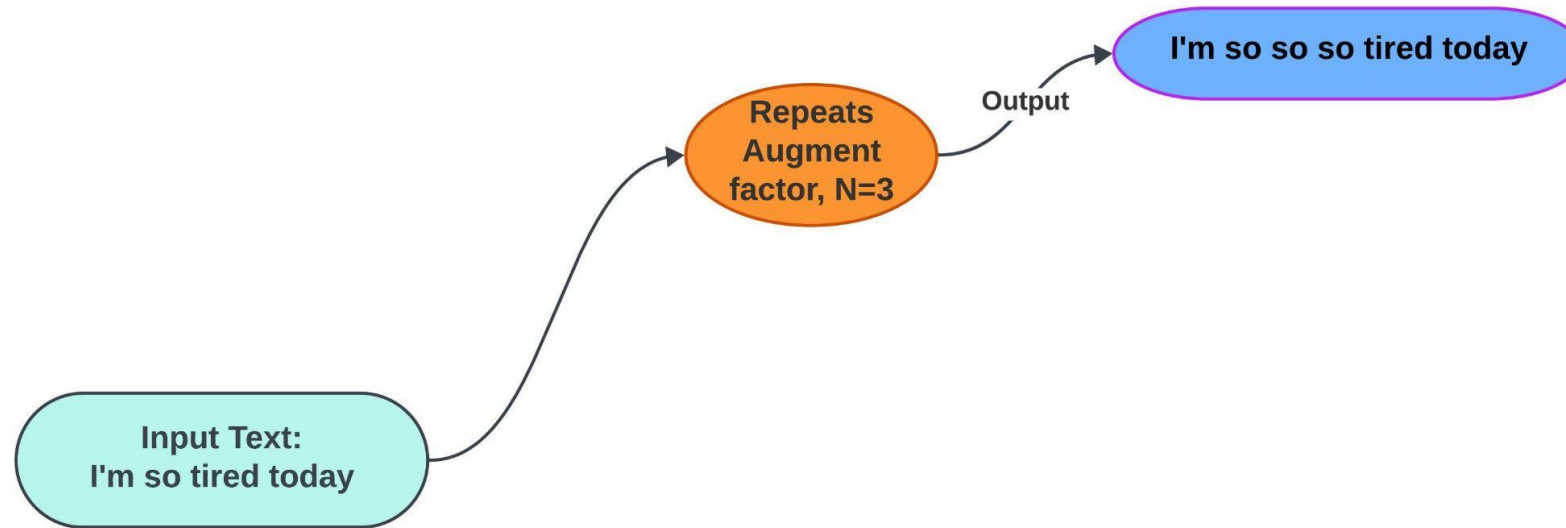 Input Text:
I'm so tired today
Repeats
Augment
factor, N=3
Output
I'm so so so tired today